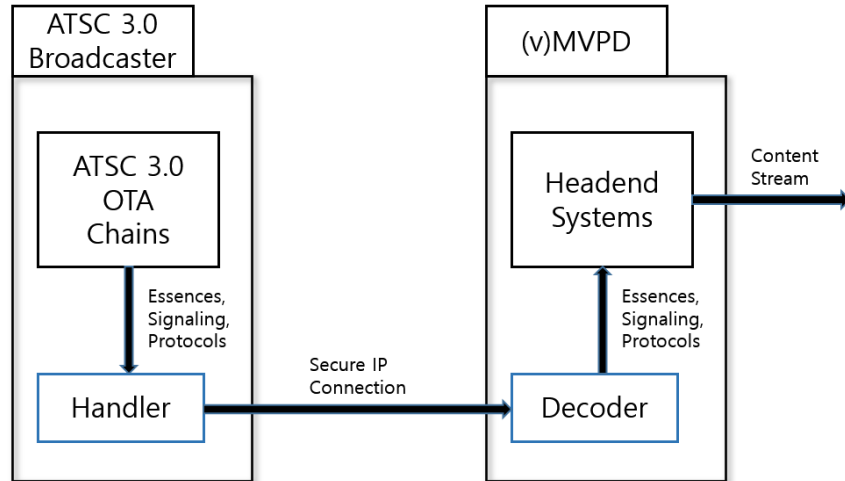 ATSC 3.0
Broadcaster
(v)MVPD
ATSC 3.0
OTA
Chains
Headend
Systems
Content
Stream
Essences,
Signaling,
Protocols
Essences,
Signaling,
Protocols
Secure IP
Connection
Handler
Decoder